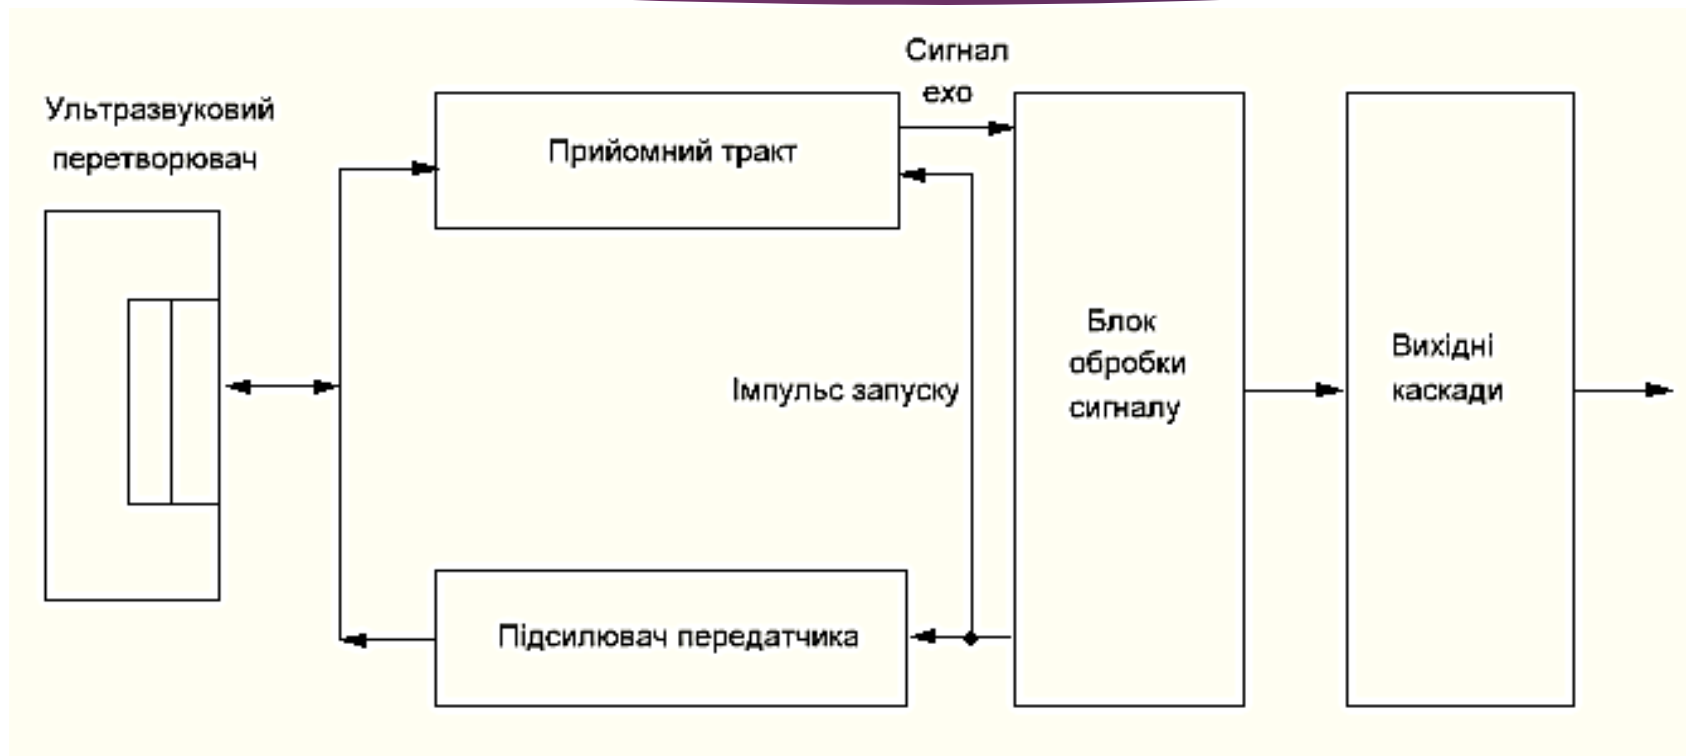 Ультразвуковий
перетворювач
Прийомний тракт
Сигнал
ехо
Імпульс запуску
Підсилювач передатчика
Блок
обробки
сигналу
Вихідні
каскади